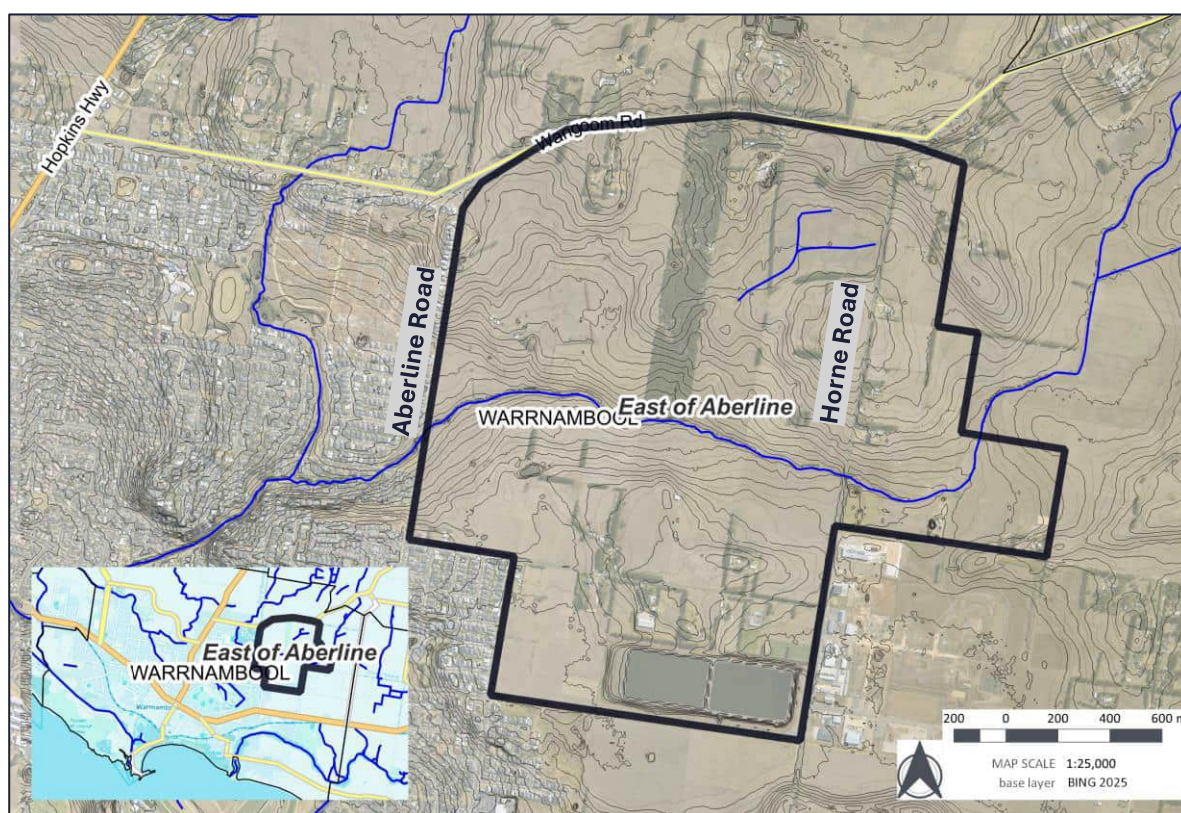 Hopkins Hwy
Wangoom Rd
Aberline Road
Horne Road
WARRNAMBOOL
East of Aberline
East of Aberline
WARRNAMBOOL
200 0 200 400 600 m
MAP SCALE 1:25,000
base layer BING 2025